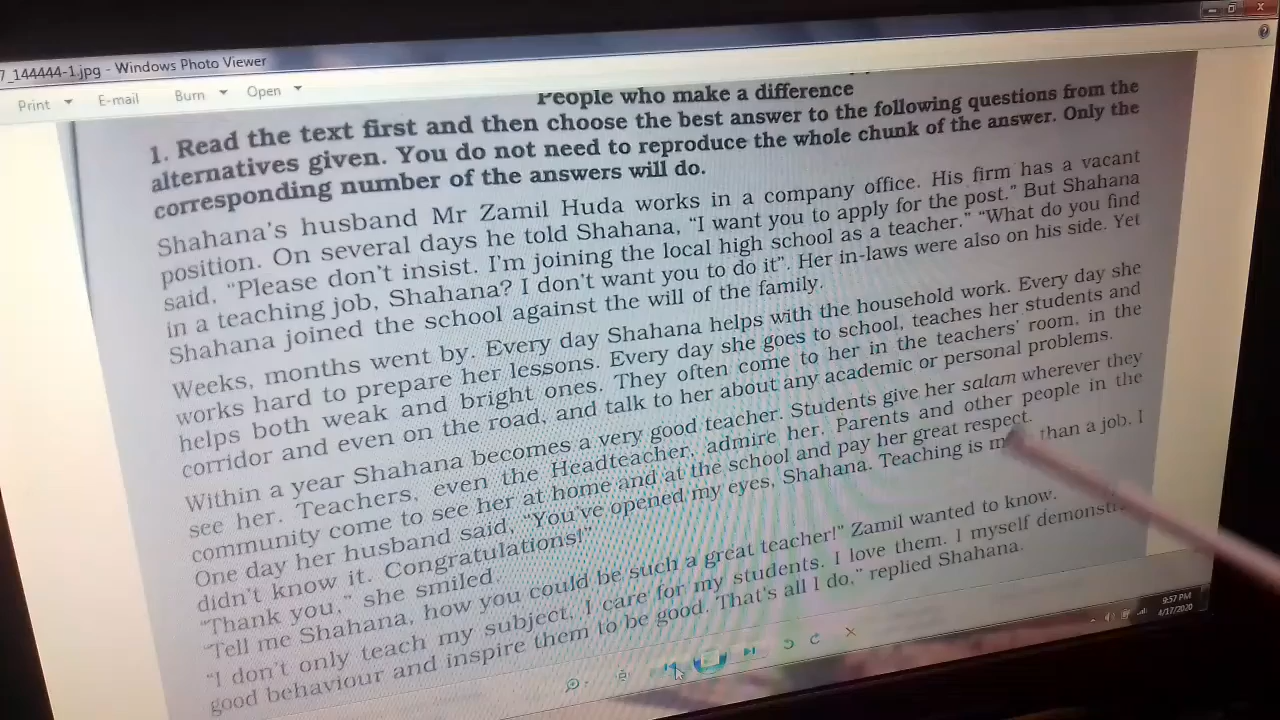 7_144444-1.jpg - Windows Photo Viewer
Print E-mail Burn Open
People who make a difference
1. Read the text first and then choose the best answer to the following questions from the
alternatives given. You do not need to reproduce the whole chunk of the answer. Only the
corresponding number of the answers will do.
Shahana's husband Mr Zamil Huda works in a company office. His firm has a vacant
position. On several days he told Shahana, “I want you to apply for the post.” But Shahana
said, “Please don't insist. I'm joining the local high school as a teacher.” “What do you find
in a teaching job, Shahana? I don't want you to do it”. Her in-laws were also on his side. Yet
Shahana joined the school against the will of the family.
Weeks, months went by. Every day Shahana helps with the household work. Every day she
works hard to prepare her lessons. Every day she goes to school, teaches her students and
helps both weak and bright ones. They often come to her in the teachers' room, in the
corridor and even on the road, and talk to her about any academic or personal problems.
Within a year Shahana becomes a very good teacher. Students give her salam wherever they
see her. Teachers, even the Headteacher, admire her. Parents and other people in the
community come to see her at home and at the school and pay her great respect.
One day her husband said, “You've opened my eyes, Shahana. Teaching is than a job. I
didn't know it. Congratulations!”
“Thank you,” she smiled.
“Tell me Shahana, how you could be such a great teacher!” Zamil wanted to know.
“I don't only teach my subject, I care for my students. I love them. I myself
good behaviour and inspire them to be good. That's all I do,” replied Shahana.
9:57 PM
4/17/2020